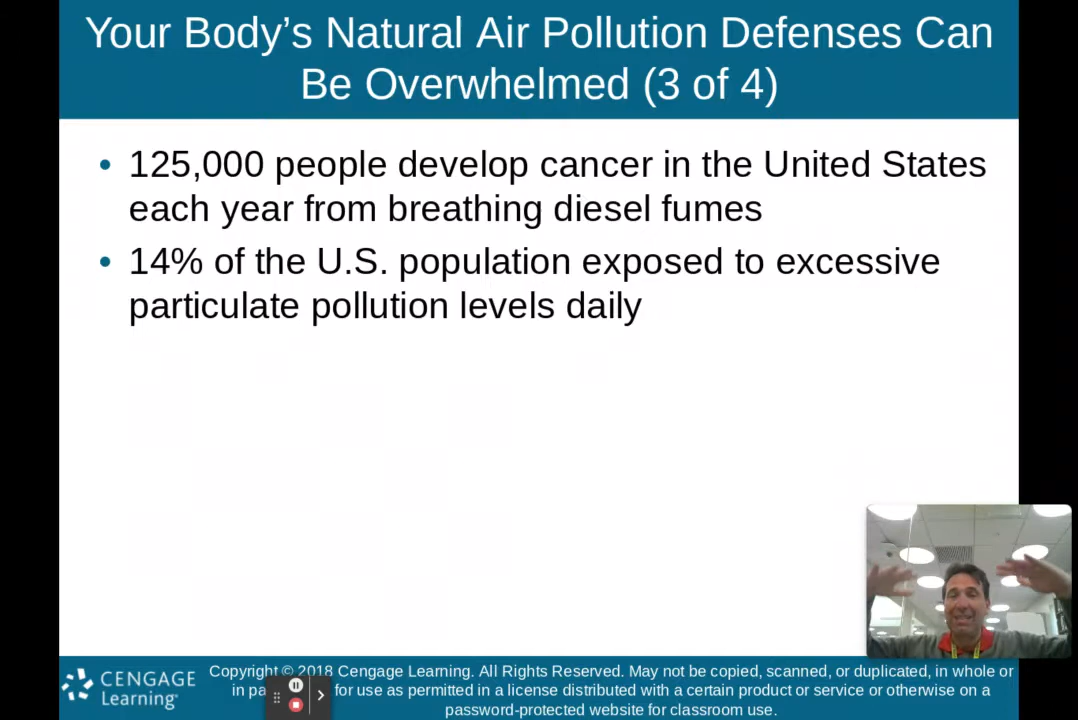 Your Body’s Natural Air Pollution Defenses Can
Be Overwhelmed (3 of 4)
• 125,000 people develop cancer in the United States
each year from breathing diesel fumes
• 14% of the U.S. population exposed to excessive
particulate pollution levels daily
CENGAGE
Learning
Copyright © 2018 Cengage Learning. All Rights Reserved. May not be copied, scanned, or duplicated, in whole or
in for use as permitted in a license distributed with a certain product or service or otherwise on a
password-protected website for classroom use.